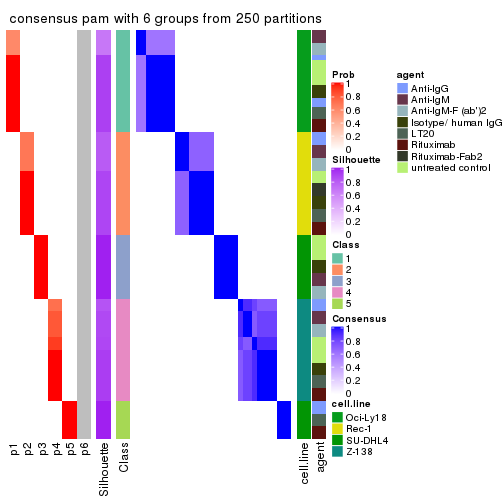 consensus pam with 6 groups from 250 partitions
Prob
1
0.8
0.6
0.4
0.2
0
Silhouette
1
0.8
0.6
0.4
0.2
0
Class
1
2
3
4
5
Consensus
1
0.8
0.6
0.4
0.2
0
cell.line
Oci-Ly18
Rec-1
SU-DHL4
Z-138
agent
Anti-IgG
Anti-IgM
Anti-IgM-F (ab')2
Isotype/ human IgG
LT20
Rituximab
Rituximab-Fab2
untreated control
p1
p2
p3
p4
p5
p6
Silhouette
Class
cell.line
agent